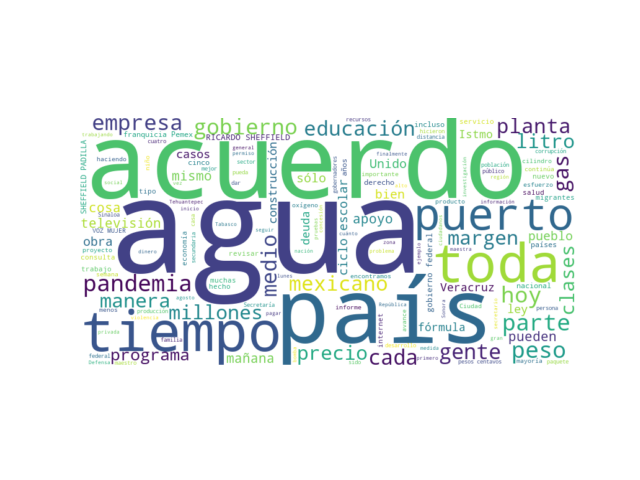 empresa
gobierno
educación
planta
litro
acuerdo
gas
franquicia Pemex
RICARDO SHEFFIELD
SHEFFIELD PADILLA
incluso
servicio
Istmo
recursos
trabajando
cuatro
haciendo
casos
mismo
tipo
cinco
general
permiso
sector
mejor
construcción
sólo
finalmente
años
Unido
importante
derecho
distancia
población
público
cilindro
corrupción
continúa
nuevo
esfuerzo
salud
migrantes
social
dar
Tehuantepec
agua
puerto
cosa
televisión
Sinaloa
VOZ MUJER
obra
consulta
proyecto
trabajo
economía
secundaria
Tabasco
seguir
revisar
medio
oxígeno
deuda
nación
ciclo escolar
apoyo
zona
ejemplo
gobierno federal
margen
producto
información
pueblo
países
clases
toda
pandemia
muchas
hecho
dinero
lunes
mexicano
encontramos
país
Veracruz
nacional
hoy
ley
persona
manera
agosto
Secretaría
millones
menos
producción
inicio
pagar
informe
República
internet
Sonora
Ciudad
fórmula
parte
pueden
tiempo
privada
familia
programa
mañana
precio
cada
gente
peso
mayoría
federal
Defensa
maestro
maestra
medida
primero
pesos centavos
gran
paquete